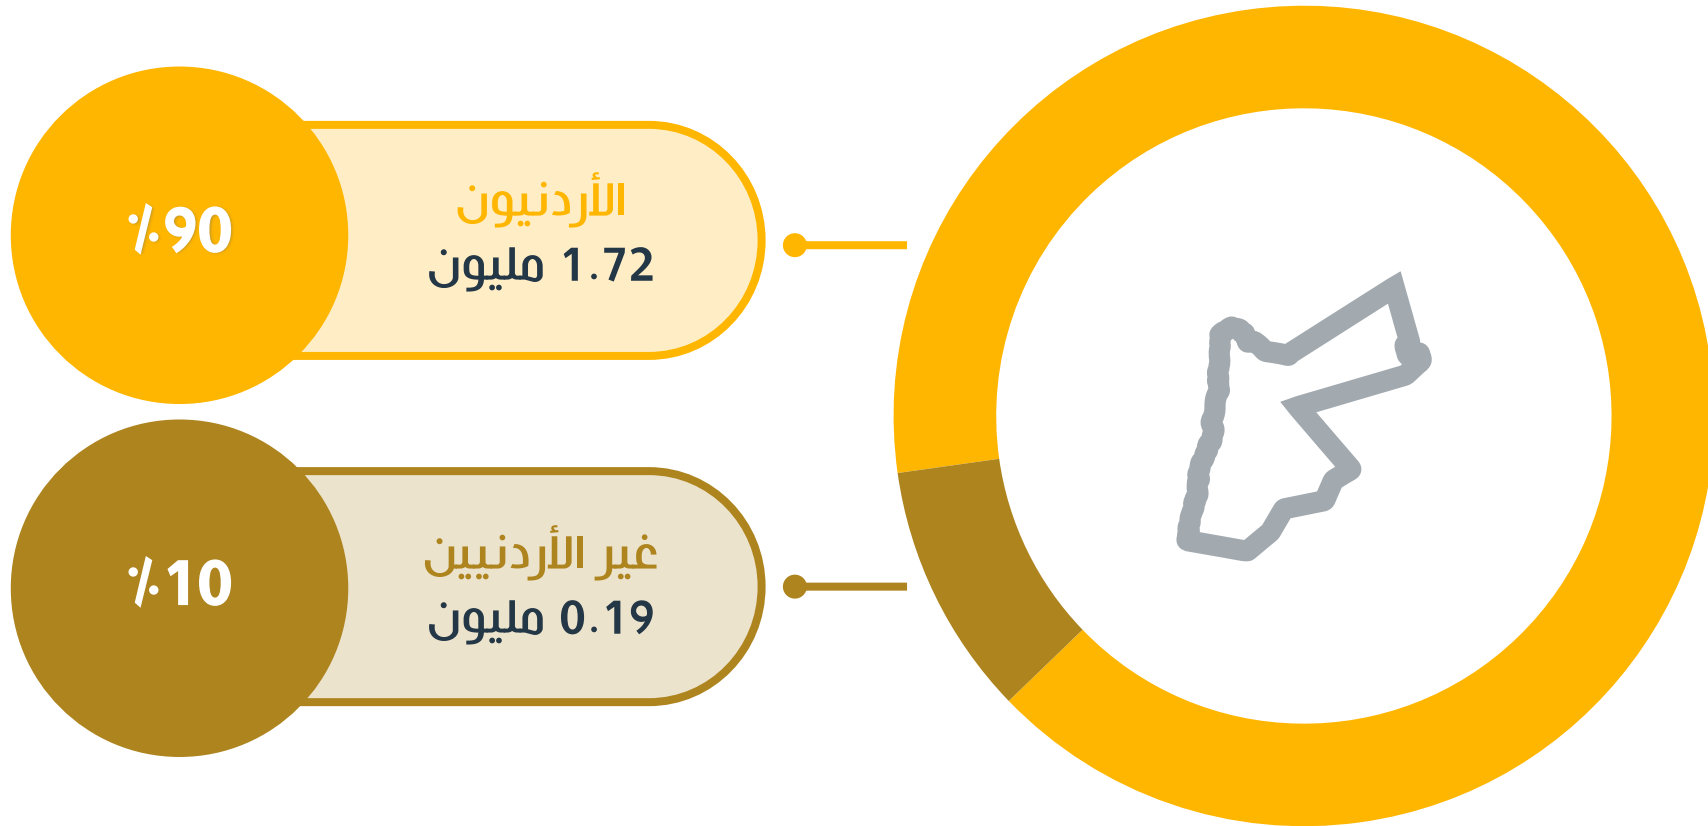 الأردنيون
1.72 مليون
%90
غير الأردنيين
0.19 مليون
%10